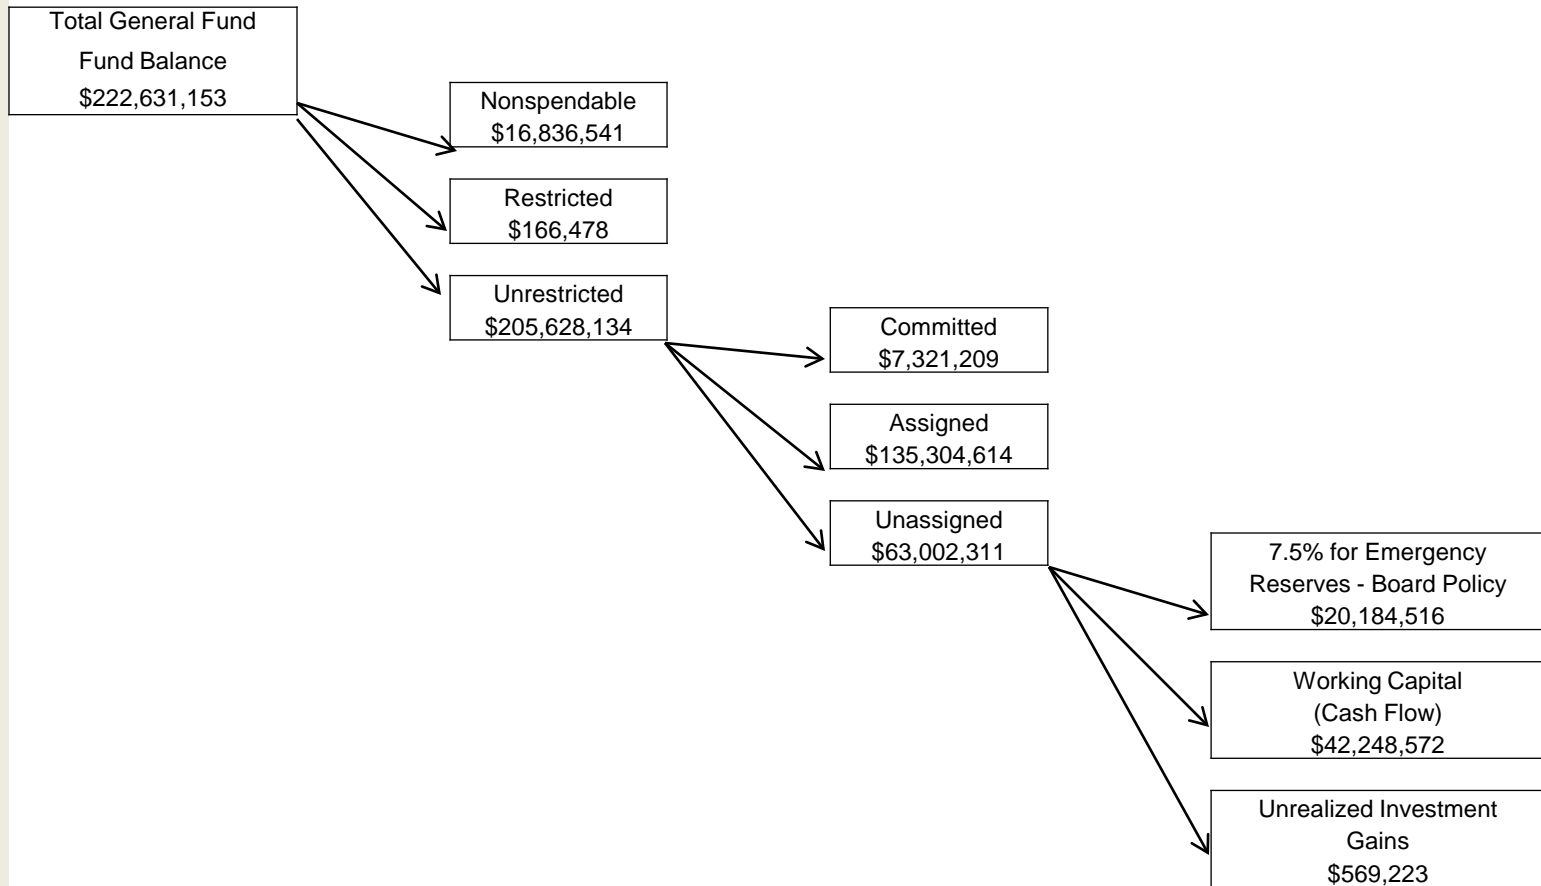 Total General Fund
Fund Balance
$222,631,153
Nonspendable
$16,836,541
Restricted
$166,478
Unrestricted
$205,628,134
Committed
$7,321,209
Assigned
$135,304,614
Unassigned
$63,002,311
7.5% for Emergency
Reserves - Board Policy
$20,184,516
Working Capital
(Cash Flow)
$42,248,572
Unrealized Investment
Gains
$569,223